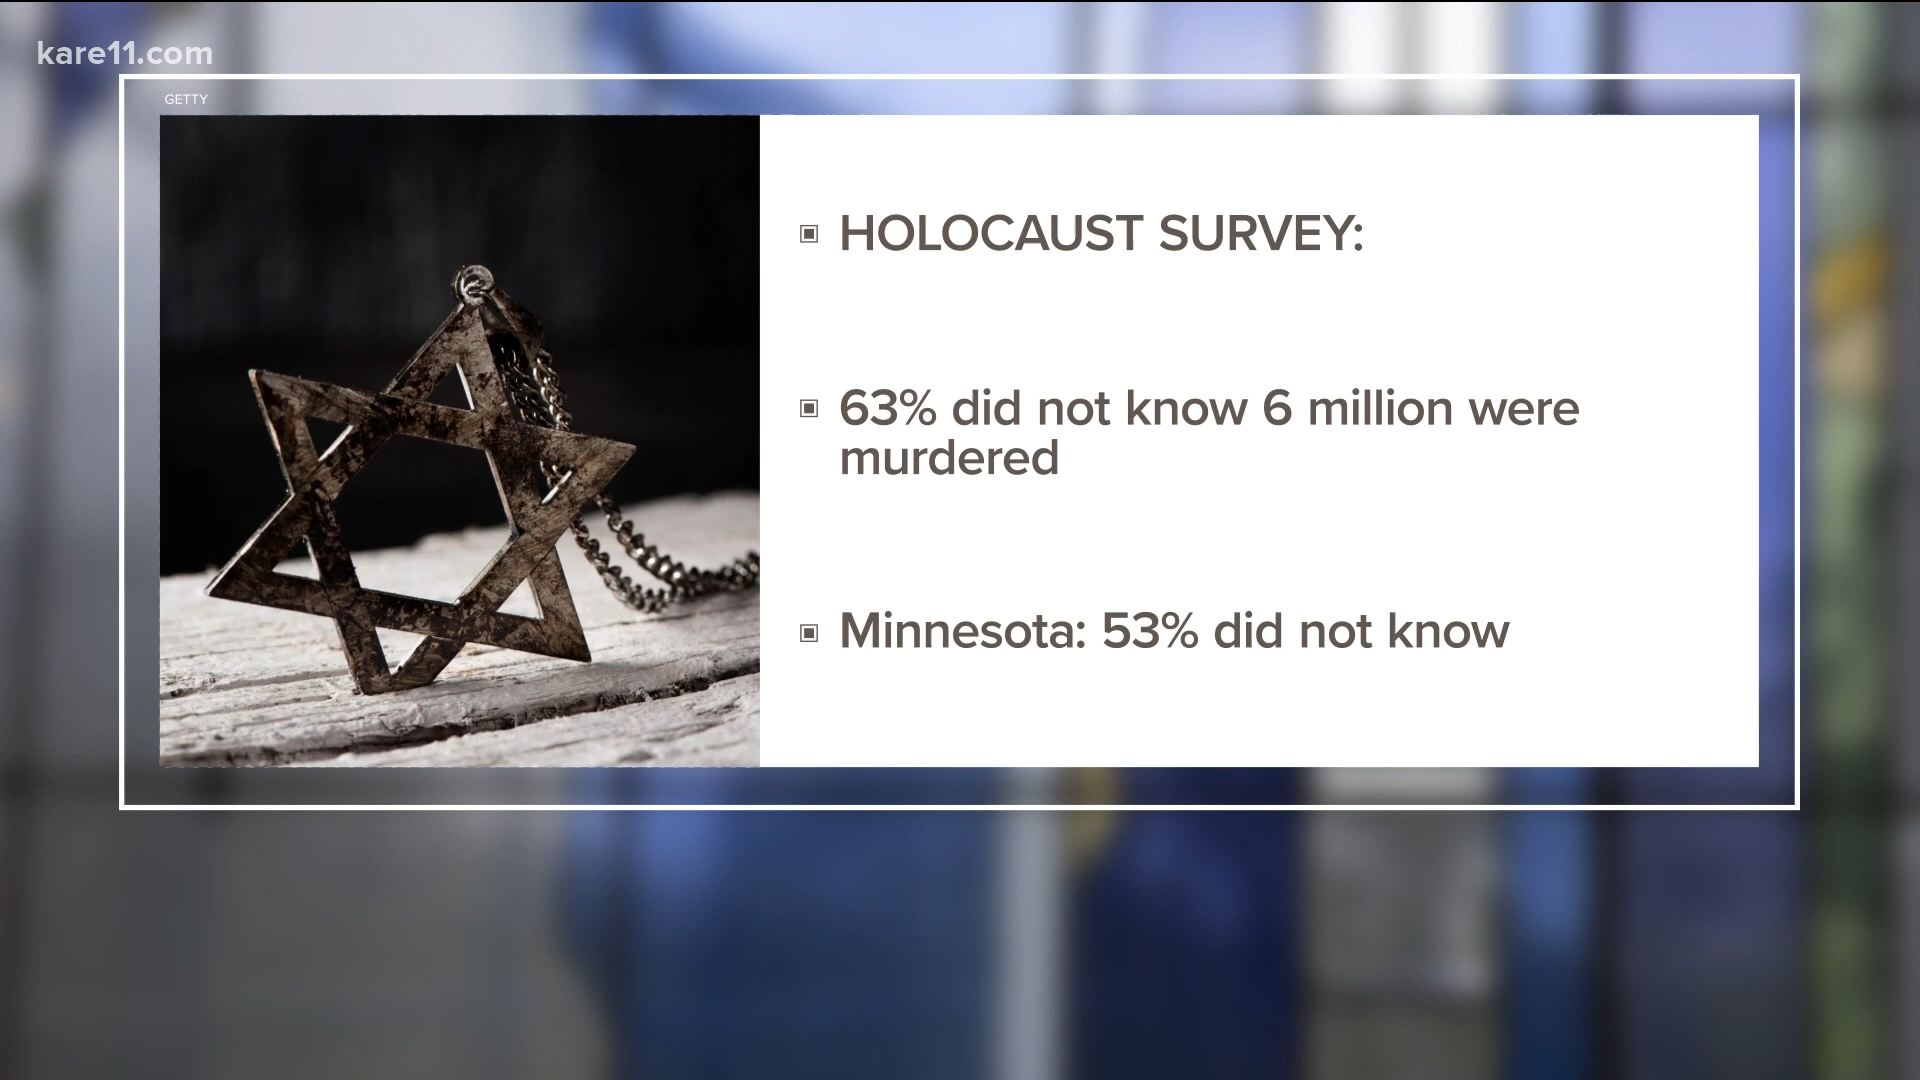 kare11.com
GETTY
HOLOCAUST SURVEY:
63% did not know 6 million were
murdered
Minnesota: 53% did not know